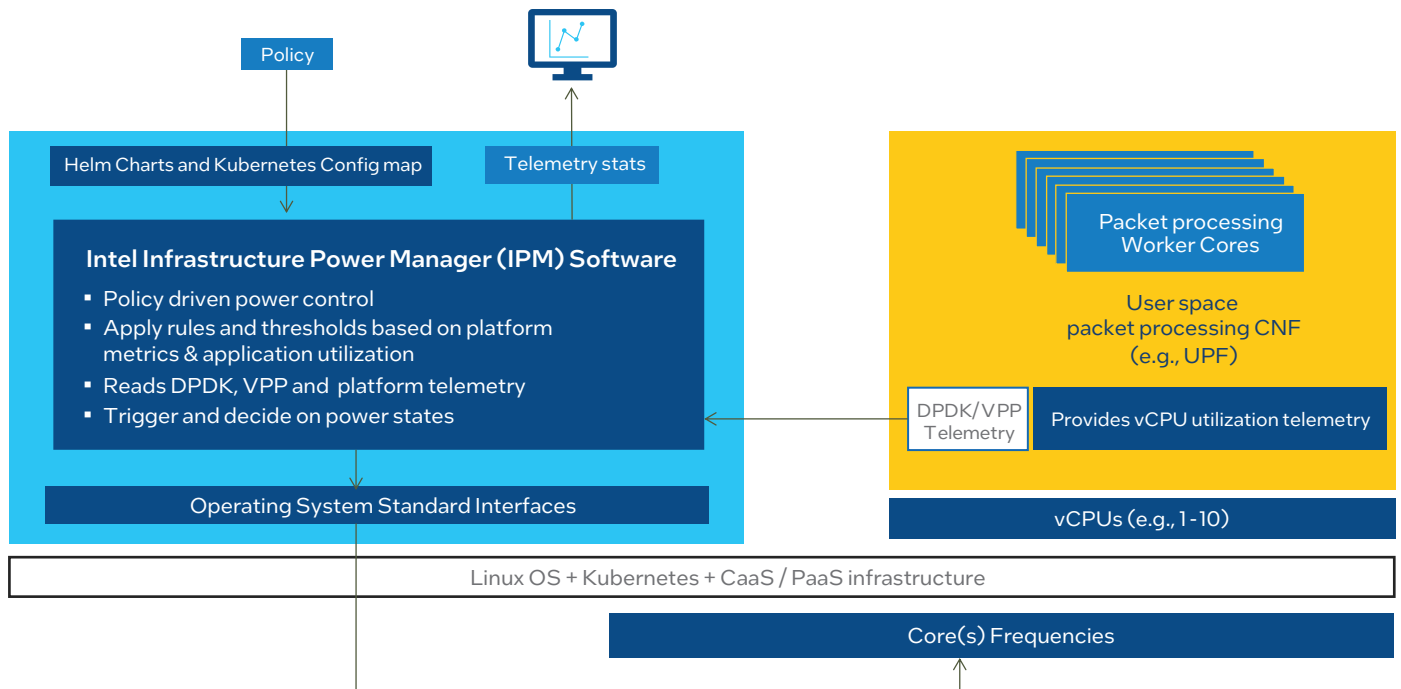 Policy
Helm Charts and Kubernetes Config map
Telemetry stats
Intel Infrastructure Power Manager (IPM) Software
▪ Policy driven power control
▪ Apply rules and thresholds based on platform
metrics & application utilization
▪ Reads DPDK, VPP and platform telemetry
▪ Trigger and decide on power states
Operating System Standard Interfaces
Packet processing
Worker Cores
User space
packet processing CNF
(e.g., UPF)
DPDK/VPP
Telemetry
Provides vCPU utilization telemetry
vCPUs (e.g., 1-10)
Linux OS + Kubernetes + CaaS / PaaS infrastructure
Core(s) Frequencies